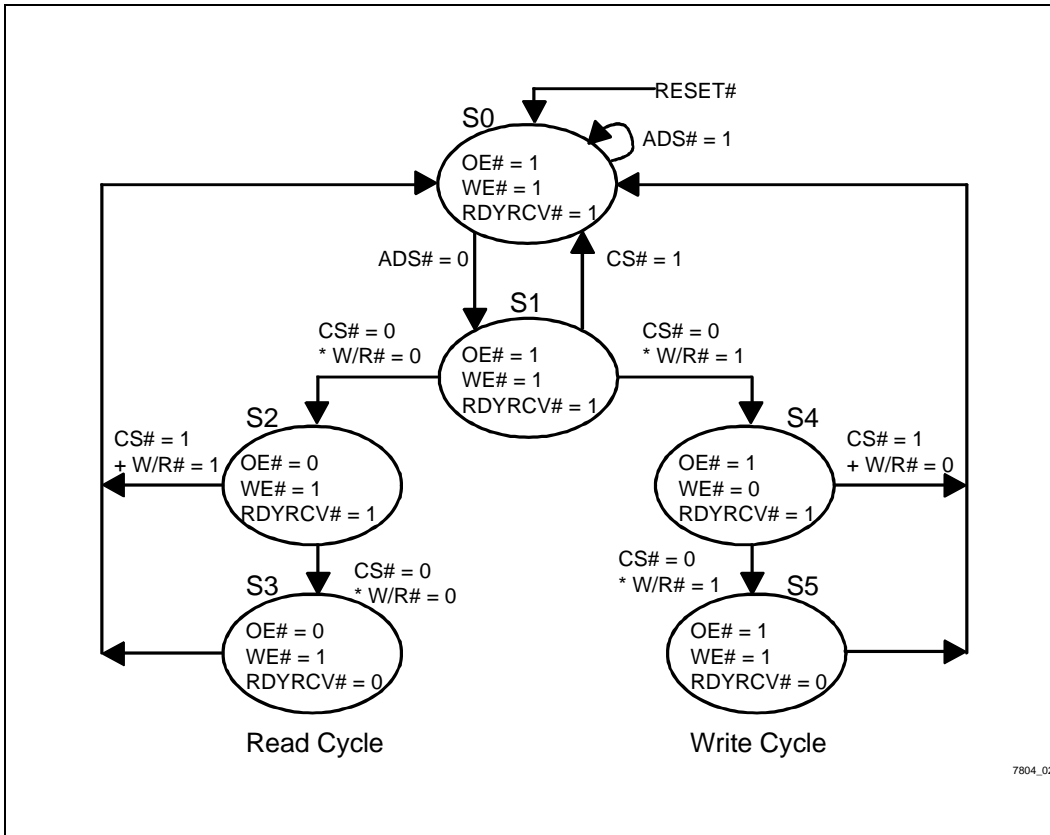 RESET#
S0
ADS# = 1
OE# = 1
WE# = 1
RDYRCV# = 1
ADS# = 0
CS# = 1
S1
CS# = 0
* W/R# = 0
CS# = 0
* W/R# = 1
OE# = 1
WE# = 1
RDYRCV# = 1
S2
S4
CS# = 1
+ W/R# = 1
OE# = 0
WE# = 1
RDYRCV# = 1
OE# = 1
WE# = 0
RDYRCV# = 1
CS# = 1
+ W/R# = 0
CS# = 0
* W/R# = 0
CS# = 0
* W/R# = 1
S3
S5
OE# = 0
WE# = 1
RDYRCV# = 0
OE# = 1
WE# = 1
RDYRCV# = 0
Read Cycle
Write Cycle
7804_02